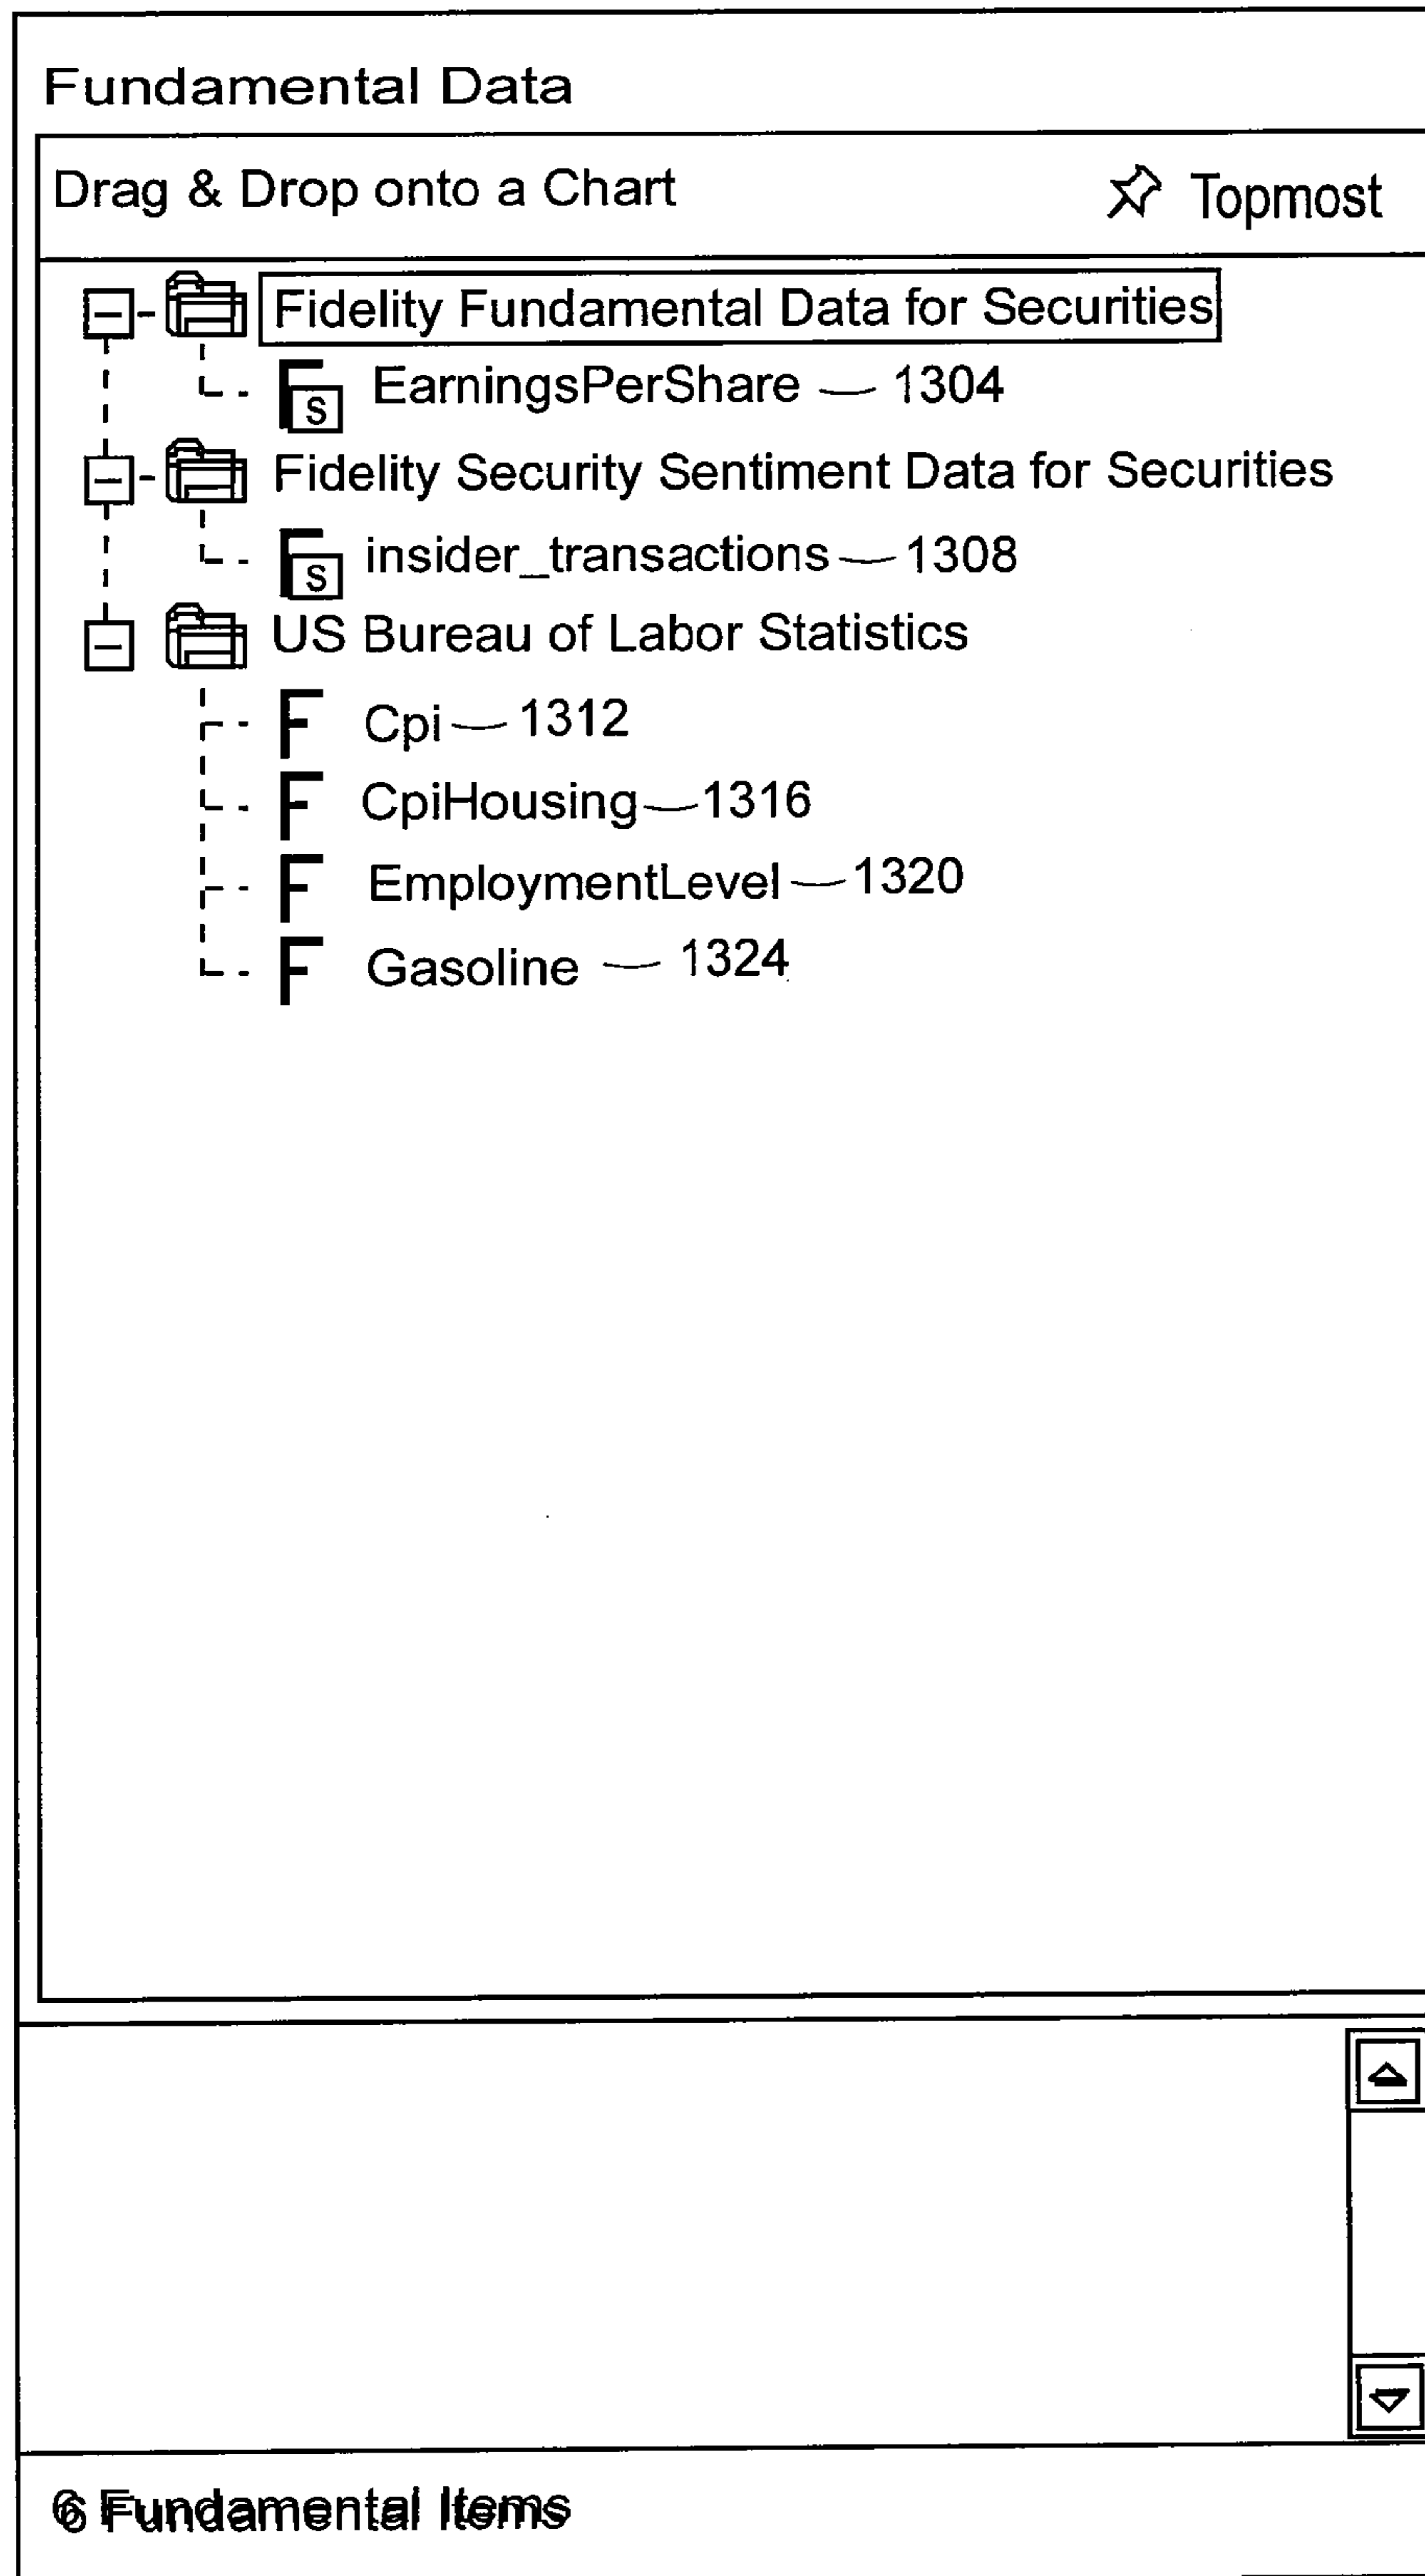 Fundamental Data
Drag & Drop onto a Chart Topmost
Fidelity Fundamental Data for Securities
F S EarningsPerShare — 1304
Fidelity Security Sentiment Data for Securities
F S insider_transactions — 1308
US Bureau of Labor Statistics
F Cpi — 1312
F CpiHousing — 1316
F EmploymentLevel — 1320
F Gasoline — 1324
6 Fundamental Items